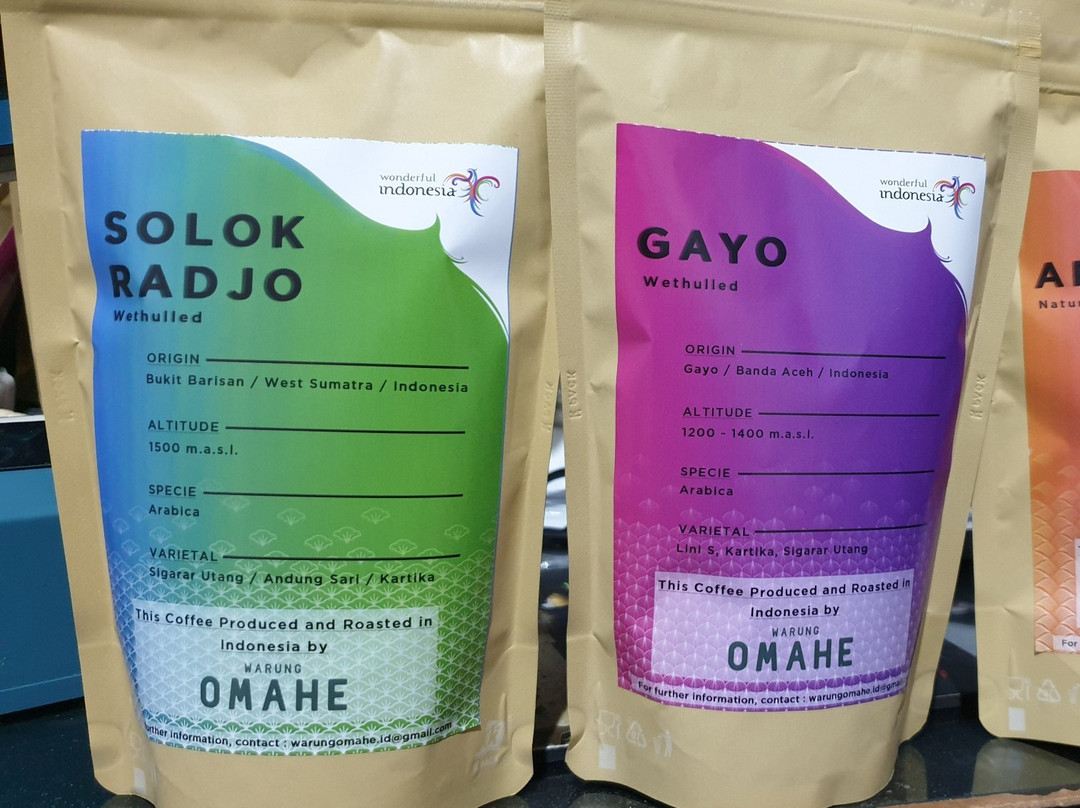 wonderful
indonesia
SOLOK
RADJO
Wethulled
ORIGIN
Bukit Barisan / West Sumatra / Indonesia
ALTITUDE
1500 m.a.s.l.
SPECIE
Arabica
VARIETAL
Sigarar Utang / Andung Sari / Kartika
This Coffee Produced and Roasted in
Indonesia by
WARUNG
OMAHE
further information, contact : warungomahe.id@gmail.com
wonderful
indonesia
GAYO
Wethulled
ORIGIN
Gayo / Banda Aceh / Indonesia
ALTITUDE
1200 - 1400 m.a.s.l.
SPECIE
Arabica
VARIETAL
Lini S, Kartika, Sigarar Utang
This Coffee Produced and Roasted in
Indonesia by
WARUNG
OMAHE
For further information, contact : warungomahe.id@gmai
For